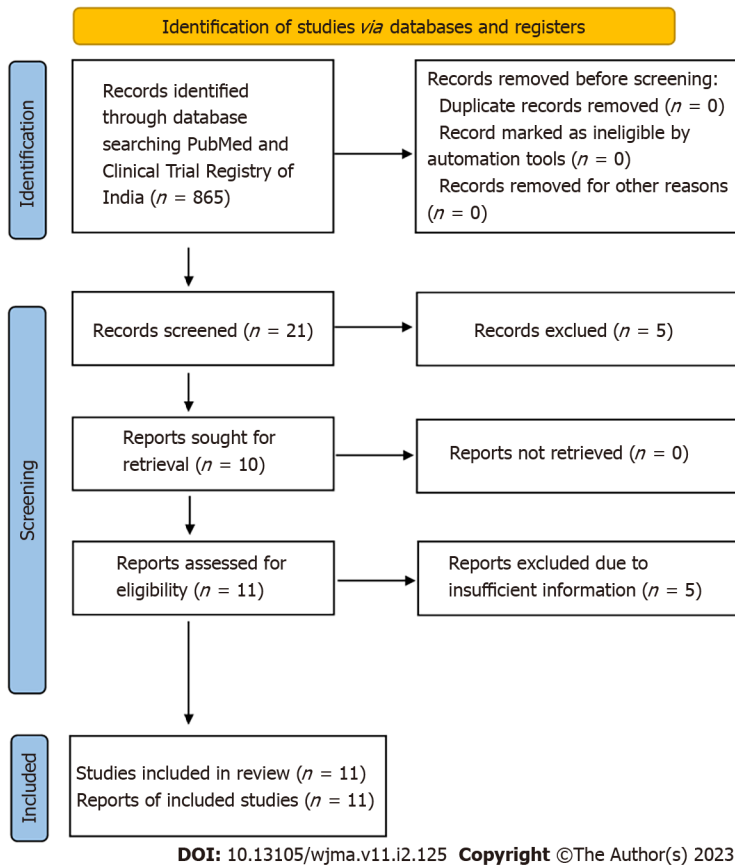 Identification of studies via databases and registers
Identification
Records identified
through database
searching PubMed and
Clinical Trial Registry of
India (n = 865)
Records removed before screening:
Duplicate records removed (n = 0)
Record marked as ineligible by
automation tools (n = 0)
Records removed for other reasons
(n = 0)
Screening
Records screened (n = 21)
Records exclued (n = 5)
Reports sought for
retrieval (n = 10)
Reports not retrieved (n = 0)
Reports assessed for
eligibility (n = 11)
Reports excluded due to
insufficient information (n = 5)
Included
Studies included in review (n = 11)
Reports of included studies (n = 11)
DOI: 10.13105/wjma.v11.i2.125 Copyright ©The Author(s) 2023